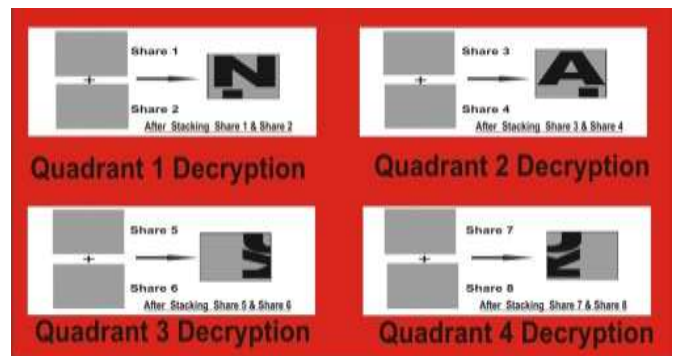 Share 1
+
N
Share 2
After Stacking Share 1 & Share 2
Quadrant 1 Decryption
Share 3
+
A
Share 4
After Stacking Share 3 & Share 4
Quadrant 2 Decryption
Share 5
+
Share 6
After Stacking Share 5 & Share 6
Quadrant 3 Decryption
Share 7
+
Share 8
After Stacking Share 7 & Share 8
Quadrant 4 Decryption